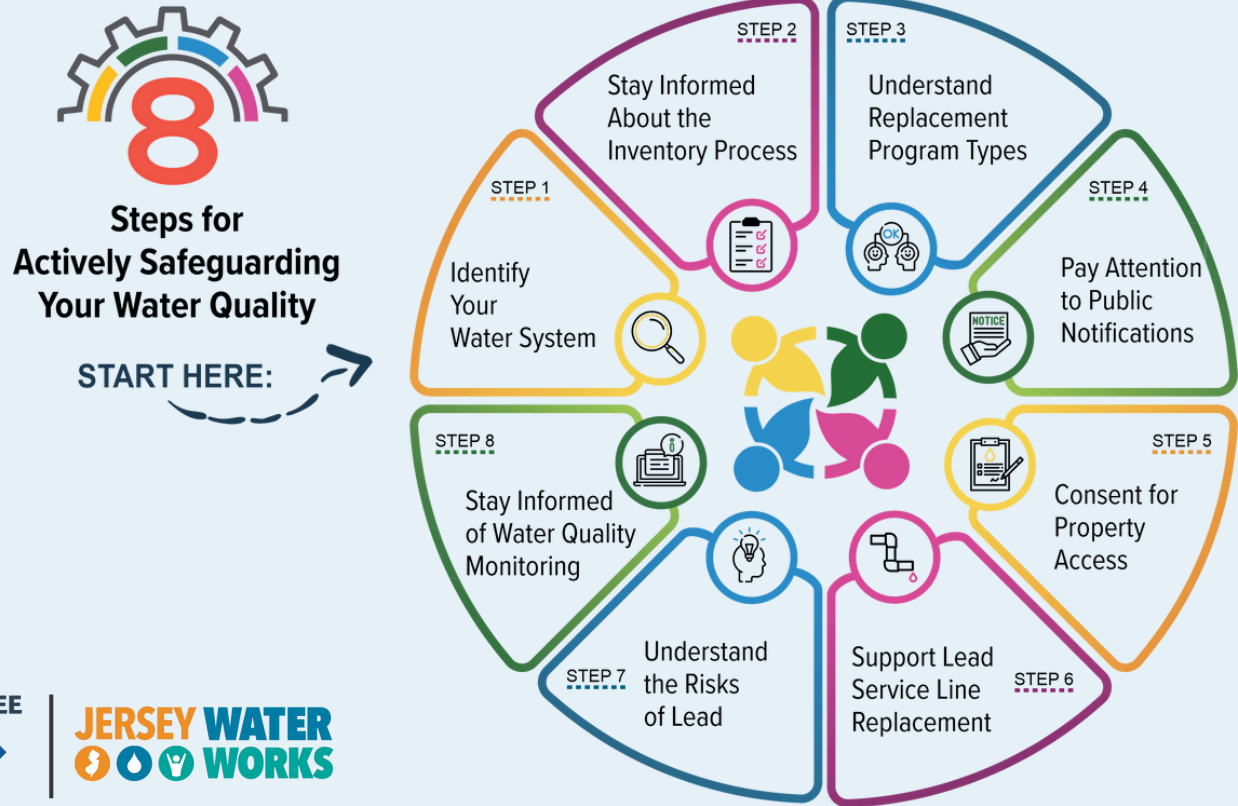 8
Steps for
Actively Safeguarding
Your Water Quality
START HERE:
STEP 1
Identify
Your
Water System
STEP 2
Stay Informed
About the
Inventory Process
STEP 3
Understand
Replacement
Program Types
OK
STEP 4
Pay Attention
to Public
Notifications
NOTICE
STEP 5
Consent for
Property
Access
STEP 6
Support Lead
Service Line
Replacement
STEP 7
Understand
the Risks
of Lead
STEP 8
Stay Informed
of Water Quality
Monitoring
i
EE
JERSEY WATER
WORKS